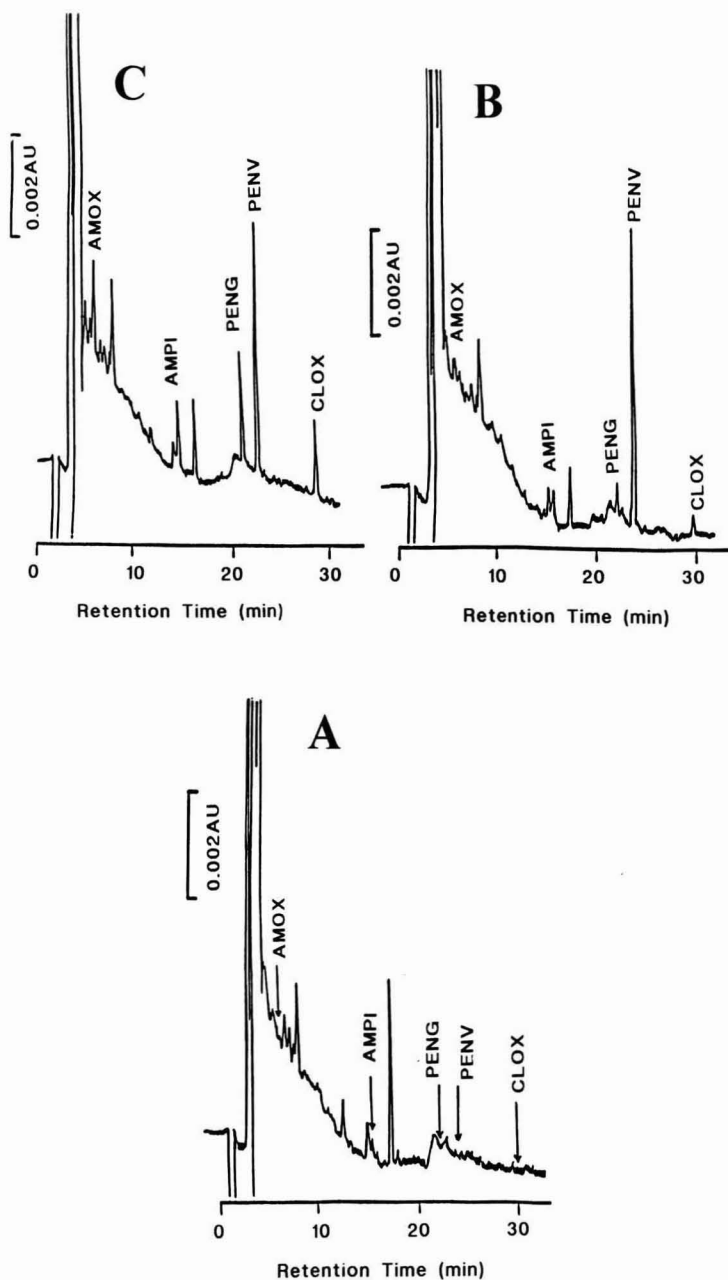 C
0.002AU
AMOX
AMPI
PENG
PENV
CLOX
0 10 20 30
Retention Time (min)
B
0.002AU
AMOX
AMPI
PENG
PENV
CLOX
0 10 20 30
Retention Time (min)
A
0.002AU
AMOX
AMPI
PENG
PENV
CLOX
0 10 20 30
Retention Time (min)